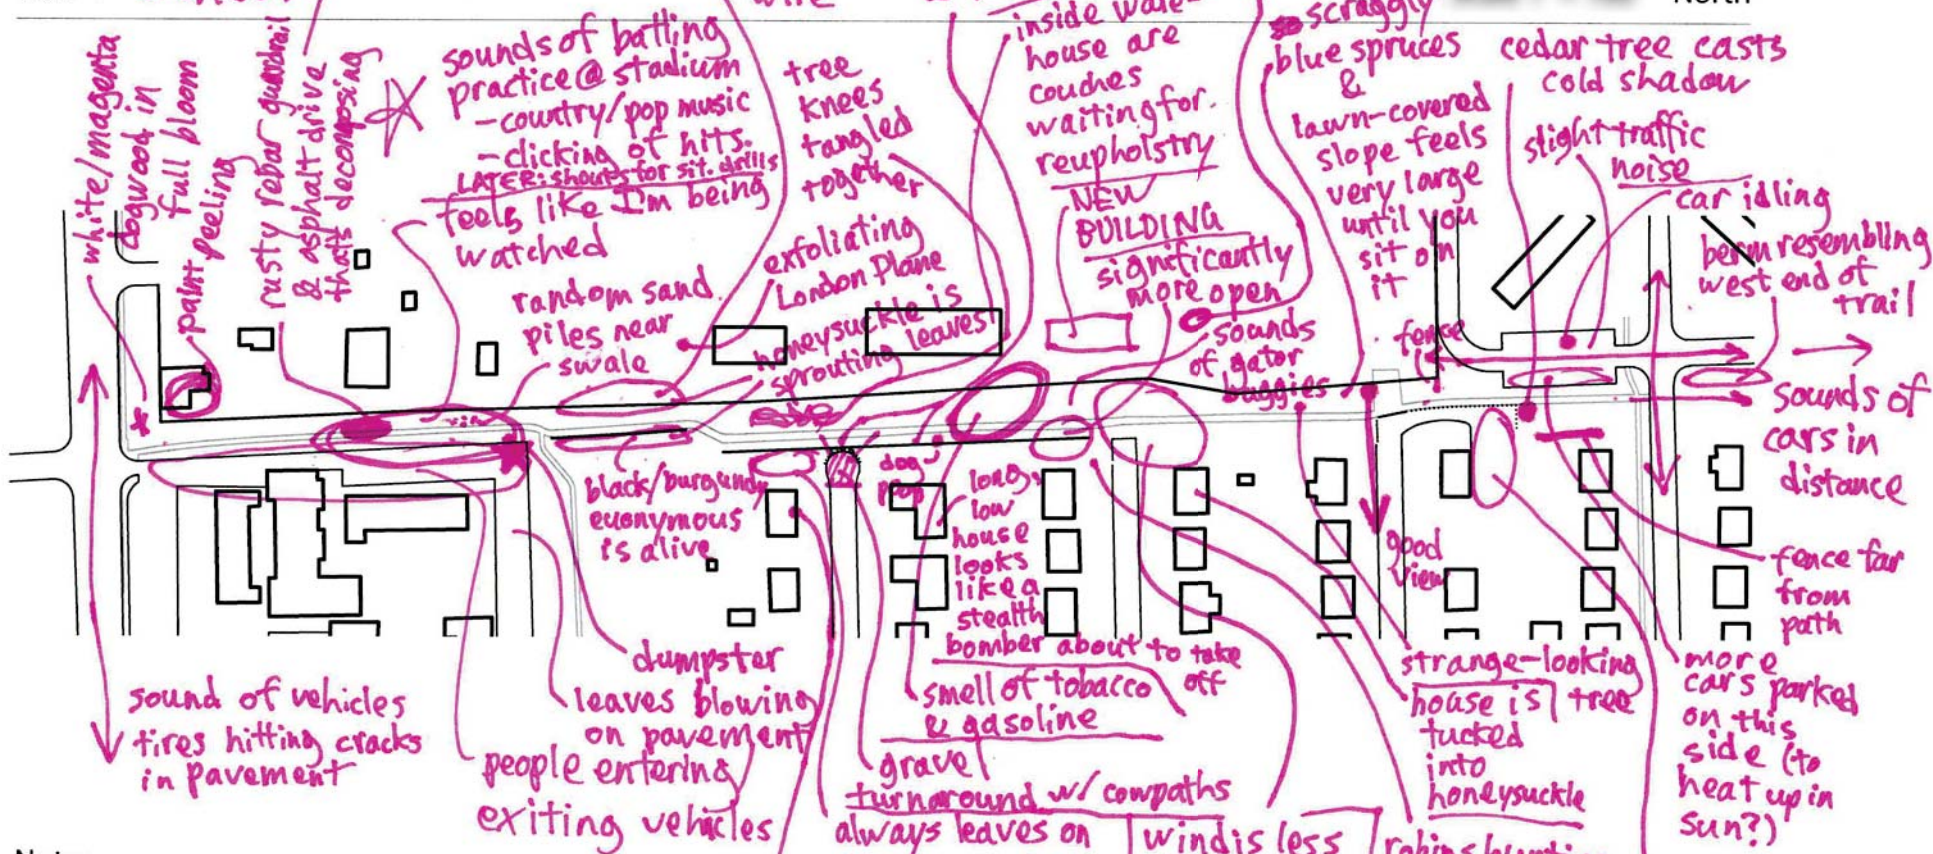 wire
North
white/magenta
dogwood in
full bloom
paint peeling
rusty rebar guardrail
& asphalt drive
thats decomposing
sounds of batting
practice @ stadium
-country/pop music
-clicking of hits.
LATER: shouts for sit. drills
feels like I'm being
watched
random sand
piles near
swale
tree
knees
tangled
together
exfoliating
London Plane
honeysuckle is
sprouting leaves!
inside
house are
couches
waiting for
reupholstry
NEW
BUILDING
significantly
more open
sounds
of gator
buggies
scraggly
blue spruces
&
lawn-covered
slope feels
very large
until you
sit on
it
cedar tree casts
cold shadow
slight traffic
noise
car idling
berm resembling
west end of
trail
fence
sounds of
cars in
distance
black/burgundy
euonymous
is alive
dog
poop
long
low
house
looks
like a
stealth
bomber about to take
off
good
view
fence far
from
path
sound of vehicles
tires hitting cracks
in pavement
dumpster
leaves blowing
on pavement
people entering
exiting vehicles
smell of tobacco
& gasoline
gravel
turnaround w/ cowpaths
always leaves on
wind is less
strange-looking
tree
house is
tucked
into
honeysuckle
more
cars parked
on this
side (to
heat up in
sun?)